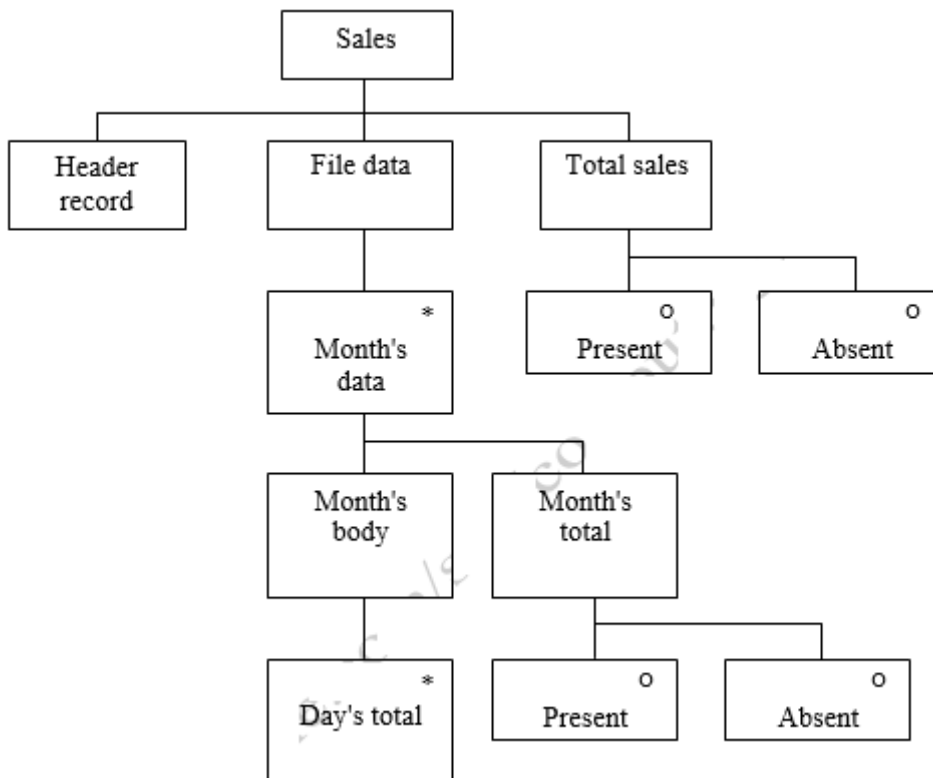 Sales
Header
record
File data
Total sales
*
Month's
data
o
Present
o
Absent
Month's
body
Month's
total
*
Day's total
o
Present
o
Absent